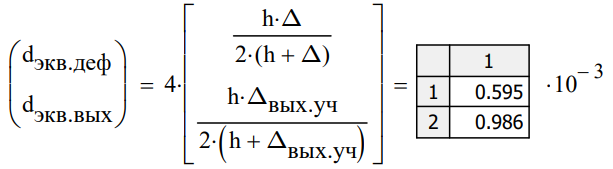 (d экв.деф
d экв.вых) = 4·[h·Δ / 2·(h + Δ)
h·Δ вых.уч / 2·(h + Δ вых.уч)] =
1
1 0.595
2 0.986
·10⁻³